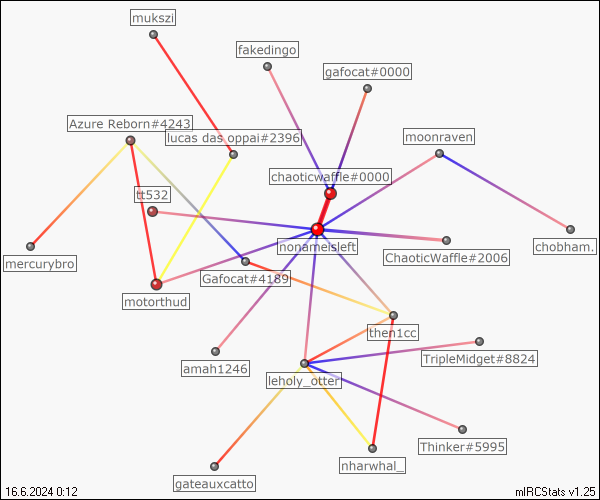 mukszi
fakedingo
gafocat#0000
Azure Reborn#4243
lucas das oppai#2396
moonraven
chaoticwaffle#0000
tt532
nonameisleft
chobham.
mercurybro
ChaoticWaffle#2006
Gafocat#4189
motorthud
then1cc
amah1246
TripleMidget#8824
leholy_otter
Thinker#5995
nharwhal_
gateauxcatto
16.6.2024 0:12
mIRCStats v1.25